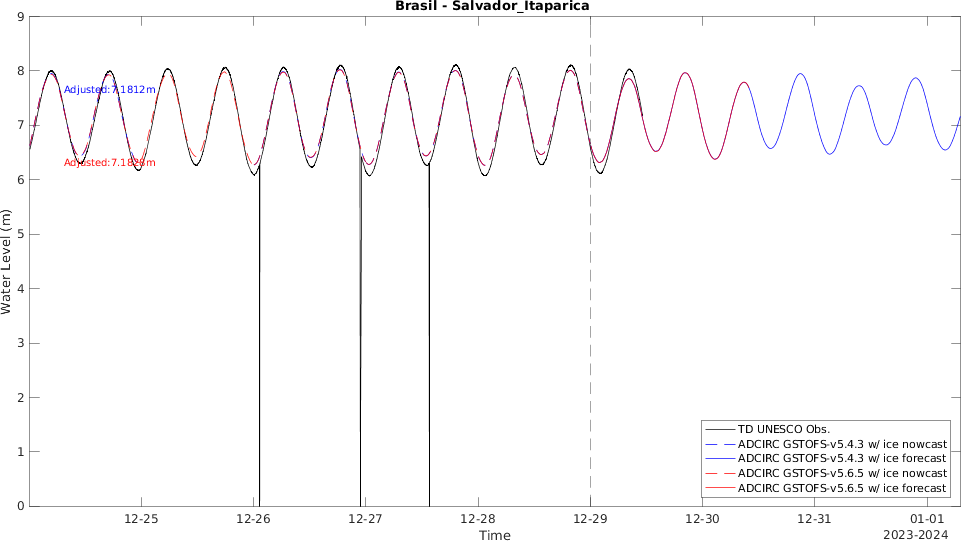 Brasil - Salvador_Itaparica
9
8
7
6
5
4
3
2
1
0
Water Level (m)
Adjusted:7.1812m
Adjusted:7.1826m
TD UNESCO Obs.
ADCIRC GSTOFS-v5.4.3 w/ ice nowcast
ADCIRC GSTOFS-v5.4.3 w/ ice forecast
ADCIRC GSTOFS-v5.6.5 w/ ice nowcast
ADCIRC GSTOFS-v5.6.5 w/ ice forecast
12-25 12-26 12-27 12-28 12-29 12-30 12-31 01-01
Time
2023-2024